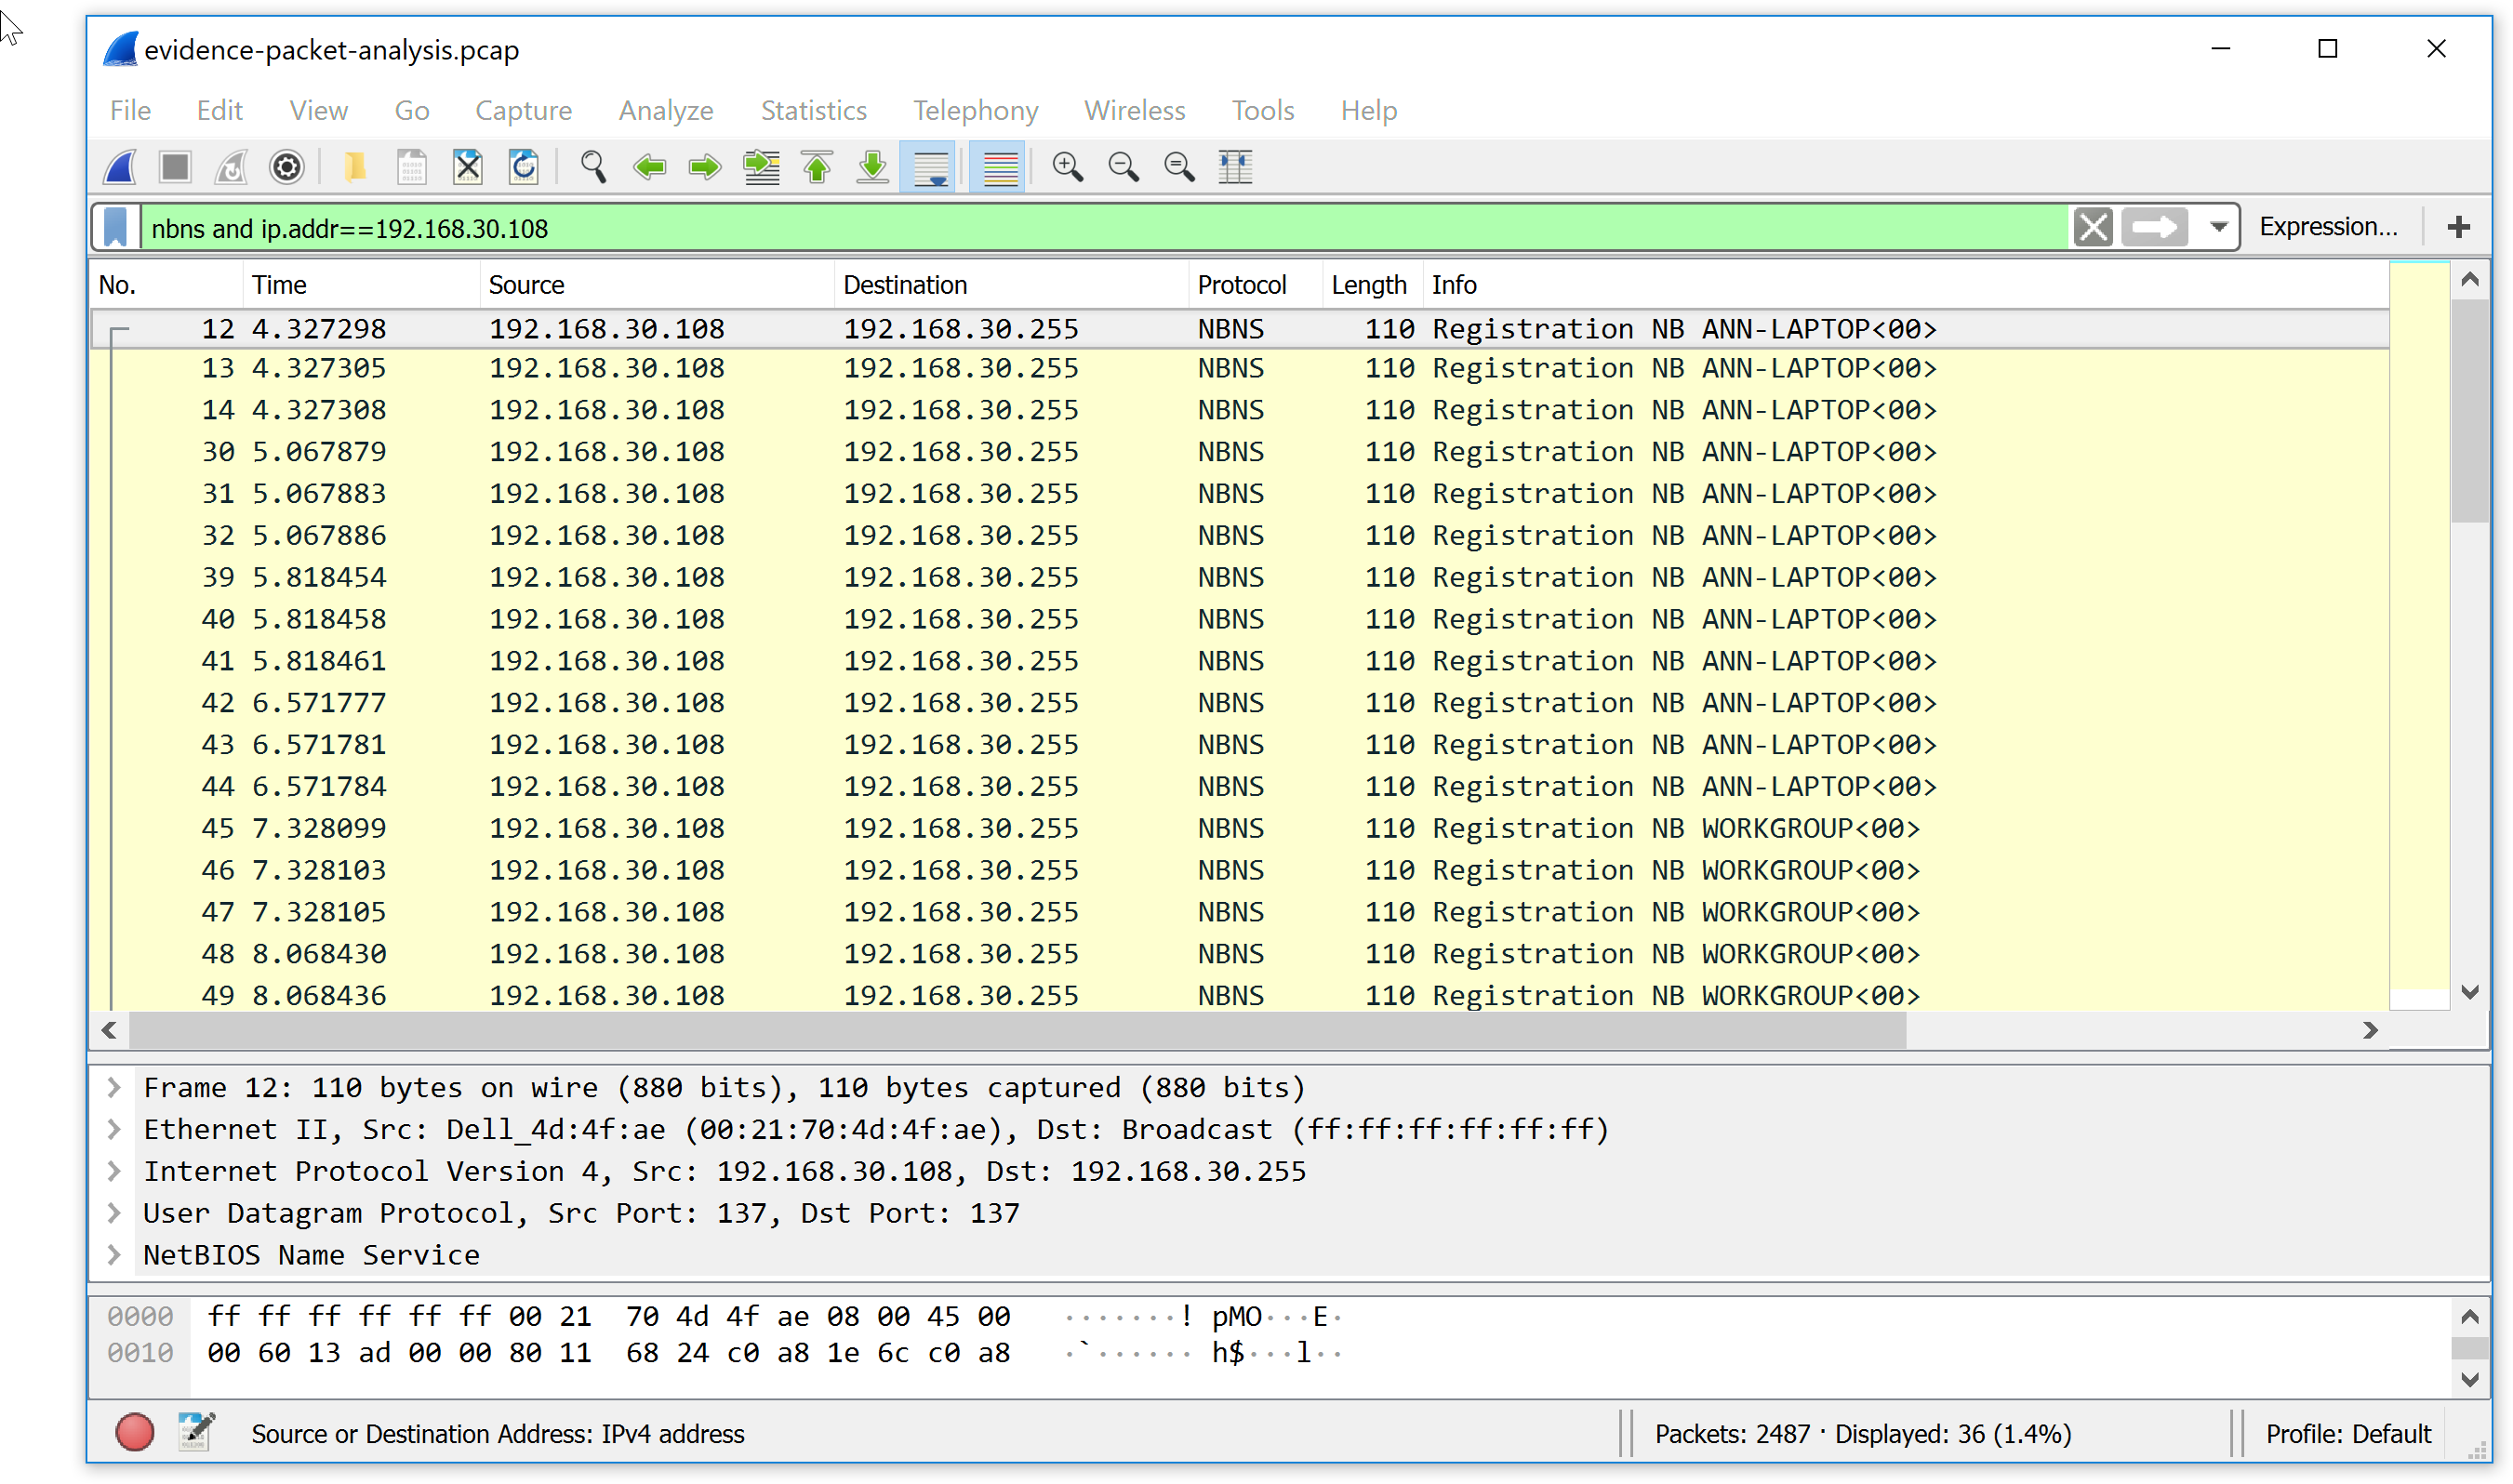 evidence-packet-analysis.pcap
File Edit View Go Capture Analyze Statistics Telephony Wireless Tools Help
nbns and ip.addr==192.168.30.108 Expression...
No. Time Source Destination Protocol Length Info
12 4.327298 192.168.30.108 192.168.30.255 NBNS 110 Registration NB ANN-LAPTOP<00>
13 4.327305 192.168.30.108 192.168.30.255 NBNS 110 Registration NB ANN-LAPTOP<00>
14 4.327308 192.168.30.108 192.168.30.255 NBNS 110 Registration NB ANN-LAPTOP<00>
30 5.067879 192.168.30.108 192.168.30.255 NBNS 110 Registration NB ANN-LAPTOP<00>
31 5.067883 192.168.30.108 192.168.30.255 NBNS 110 Registration NB ANN-LAPTOP<00>
32 5.067886 192.168.30.108 192.168.30.255 NBNS 110 Registration NB ANN-LAPTOP<00>
39 5.818454 192.168.30.108 192.168.30.255 NBNS 110 Registration NB ANN-LAPTOP<00>
40 5.818458 192.168.30.108 192.168.30.255 NBNS 110 Registration NB ANN-LAPTOP<00>
41 5.818461 192.168.30.108 192.168.30.255 NBNS 110 Registration NB ANN-LAPTOP<00>
42 6.571777 192.168.30.108 192.168.30.255 NBNS 110 Registration NB ANN-LAPTOP<00>
43 6.571781 192.168.30.108 192.168.30.255 NBNS 110 Registration NB ANN-LAPTOP<00>
44 6.571784 192.168.30.108 192.168.30.255 NBNS 110 Registration NB ANN-LAPTOP<00>
45 7.328099 192.168.30.108 192.168.30.255 NBNS 110 Registration NB WORKGROUP<00>
46 7.328103 192.168.30.108 192.168.30.255 NBNS 110 Registration NB WORKGROUP<00>
47 7.328105 192.168.30.108 192.168.30.255 NBNS 110 Registration NB WORKGROUP<00>
48 8.068430 192.168.30.108 192.168.30.255 NBNS 110 Registration NB WORKGROUP<00>
49 8.068436 192.168.30.108 192.168.30.255 NBNS 110 Registration NB WORKGROUP<00>
Frame 12: 110 bytes on wire (880 bits), 110 bytes captured (880 bits)
Ethernet II, Src: Dell_4d:4f:ae (00:21:70:4d:4f:ae), Dst: Broadcast (ff:ff:ff:ff:ff:ff)
Internet Protocol Version 4, Src: 192.168.30.108, Dst: 192.168.30.255
User Datagram Protocol, Src Port: 137, Dst Port: 137
NetBIOS Name Service
0000 ff ff ff ff ff ff 00 21 70 4d 4f ae 08 00 45 00 ·······! pMO···E·
0010 00 60 13 ad 00 00 80 11 68 24 c0 a8 1e 6c c0 a8 ·`······ h$···l··
Source or Destination Address: IPv4 address Packets: 2487 · Displayed: 36 (1.4%) Profile: Default